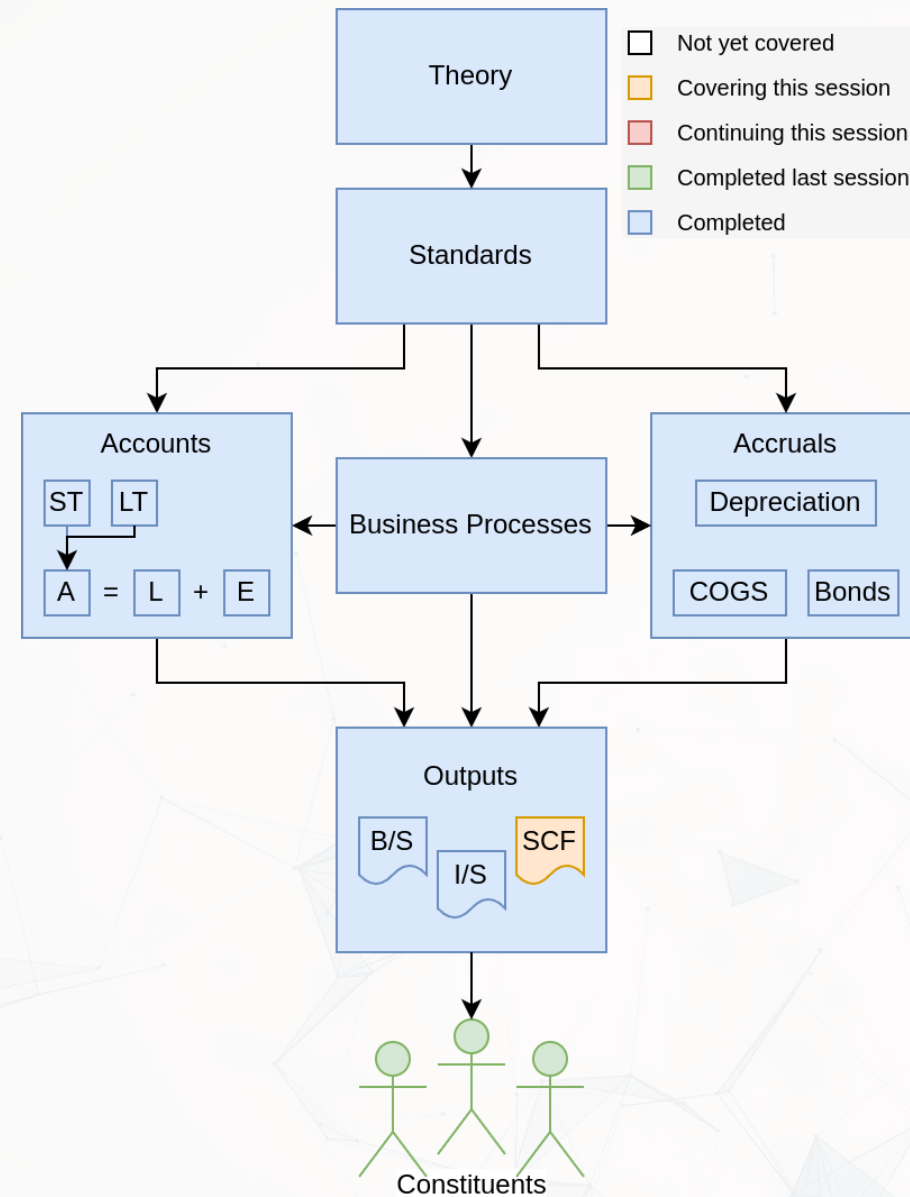 Theory
Not yet covered
Covering this session
Continuing this session
Completed last session
Completed
Standards
Accounts
ST LT
A = L + E
Business Processes
Accruals
Depreciation
COGS Bonds
Outputs
B/S
I/S
SCF
Constituents